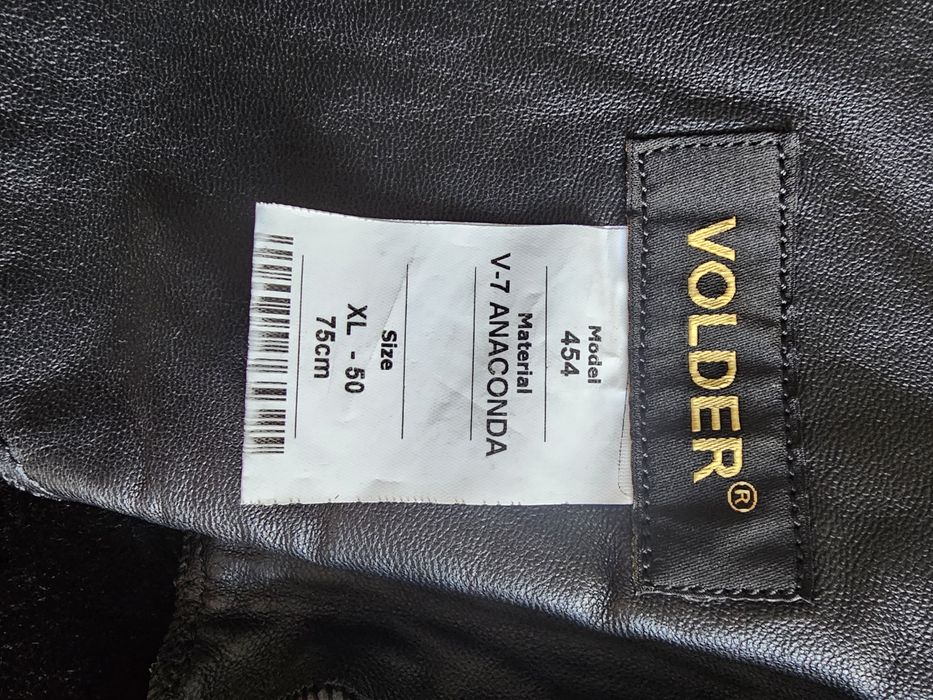 VOLDER®
Model
454
Material
V-7 ANACONDA
Size
XL - 50
75cm